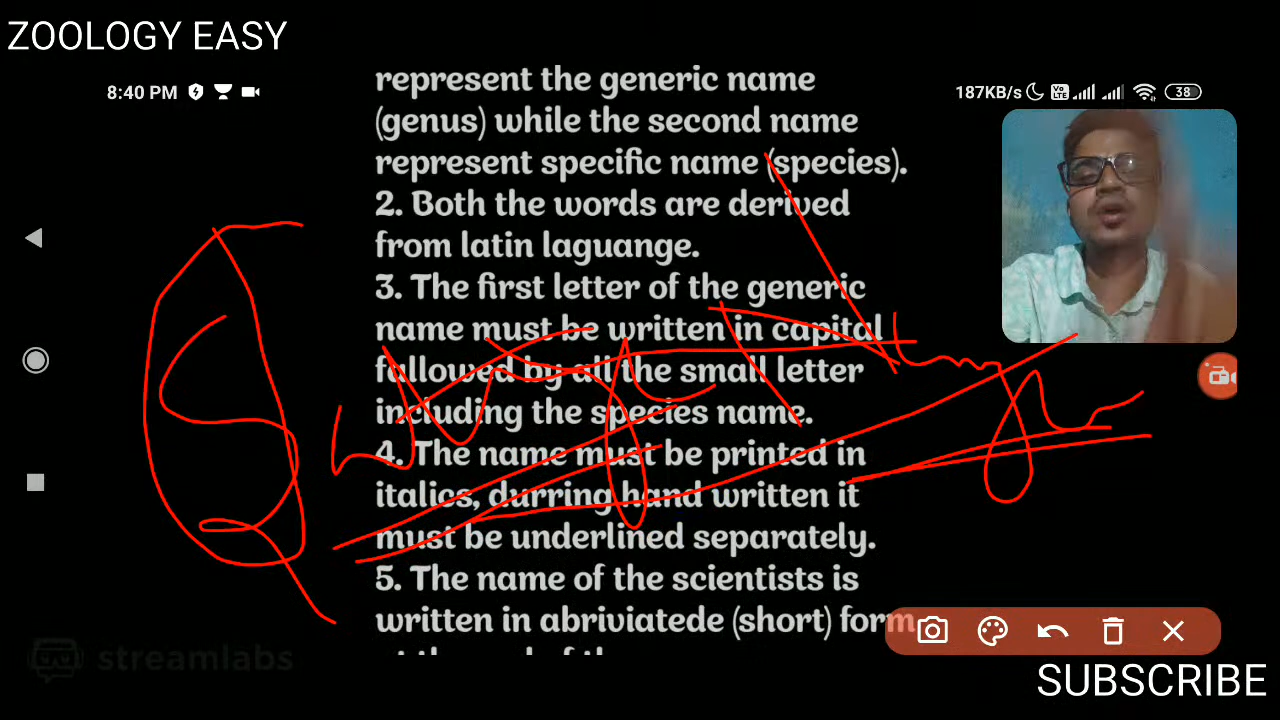 ZOOLOGY EASY
8:40 PM
187KB/s
Vo LTE
38
represent the generic name
(genus) while the second name
represent specific name (species).
2. Both the words are derived
from latin laguange.
3. The first letter of the generic
name must be written in capital
followed by all the small letter
including the species name.
4. The name must be printed in
italics, durring hand written it
must be underlined separately.
5. The name of the scientists is
written in abriviatede (short) form
streamlabs
SUBSCRIBE